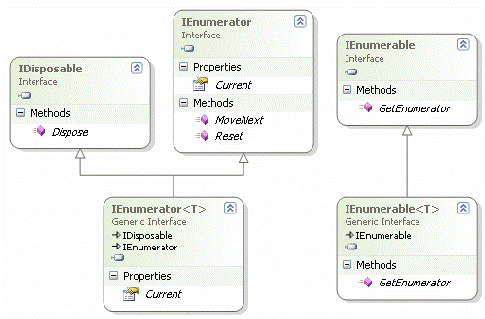 IEnumerator
Interface
Properties
Current
Methods
MoveNext
Reset
IDisposable
Interface
Methods
Dispose
IEnumerable
Interface
Methods
GetEnumerator
IEnumerator<T>
Generic Interface
IDisposable
IEnumerator
Properties
Current
IEnumerable<T>
Generic Interface
IEnumerable
Methods
GetEnumerator